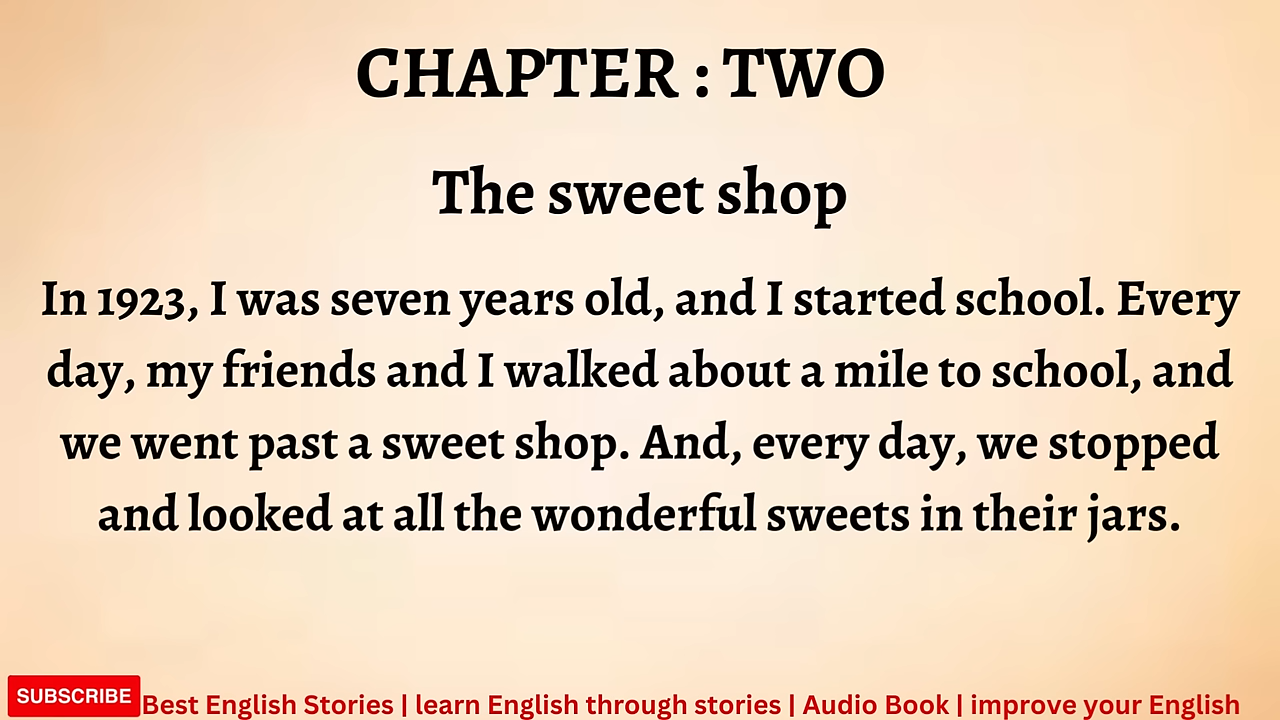 CHAPTER : TWO
The sweet shop
In 1923, I was seven years old, and I started school. Every
day, my friends and I walked about a mile to school, and
we went past a sweet shop. And, every day, we stopped
and looked at all the wonderful sweets in their jars.
SUBSCRIBE Best English Stories | learn English through stories | Audio Book | improve your English